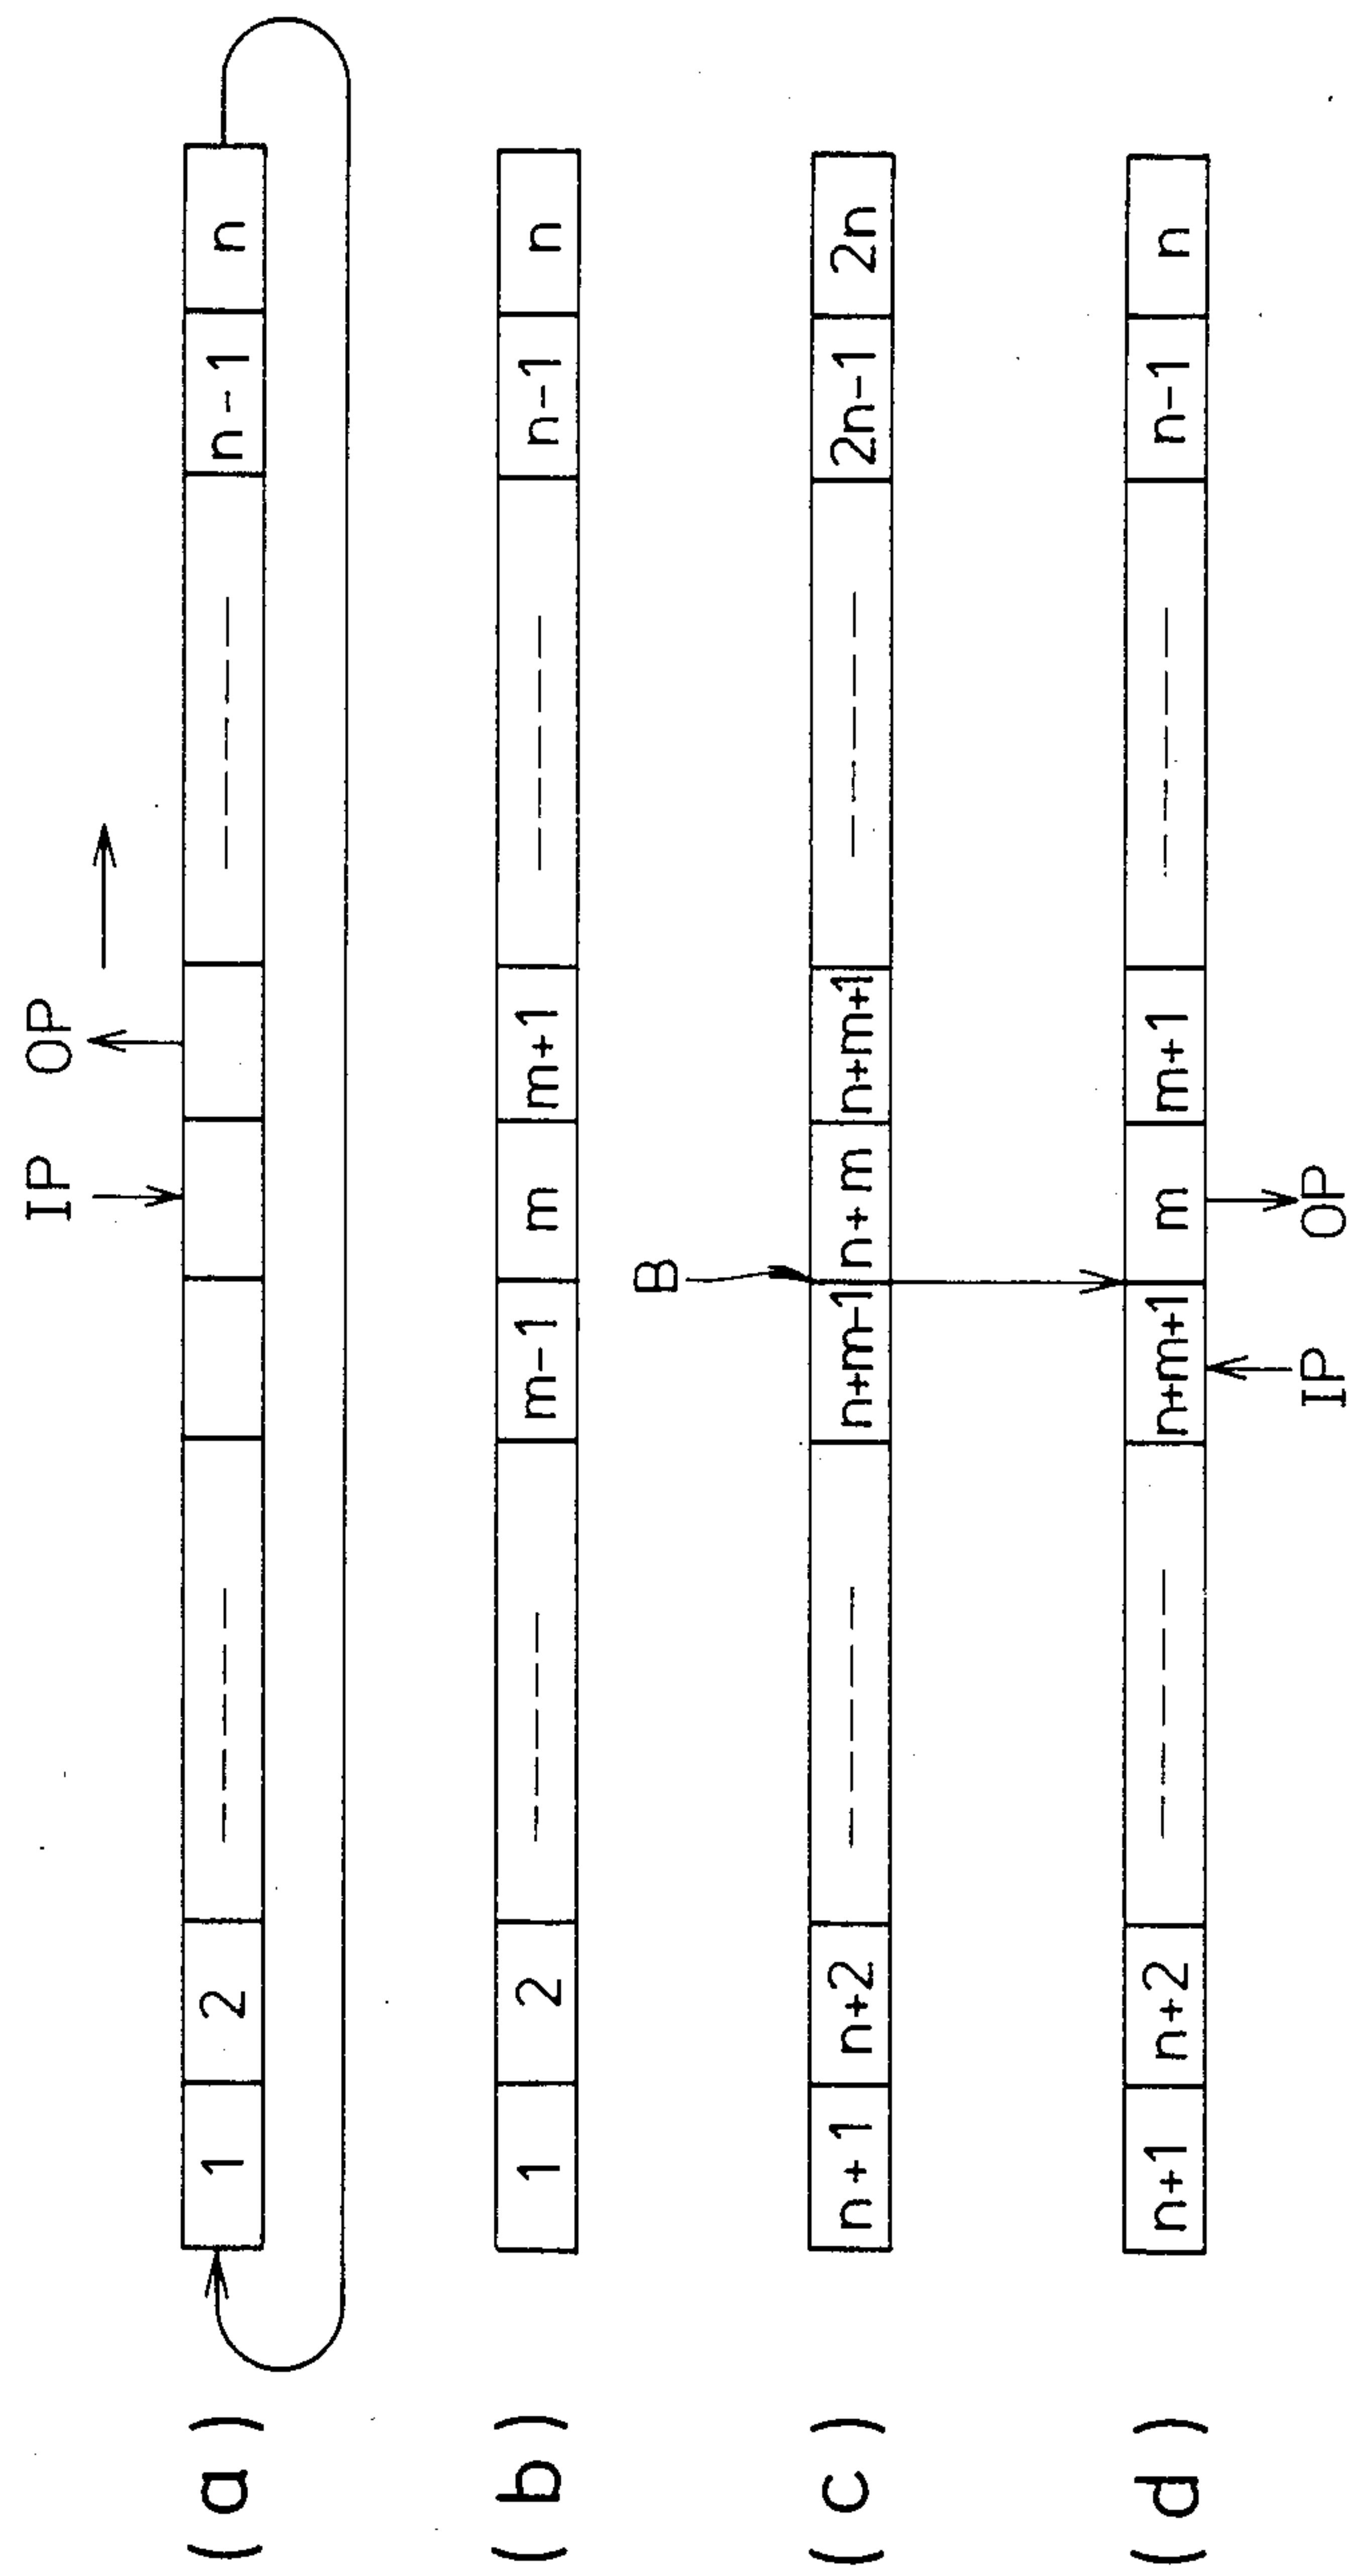 IP OP
(a) 1 2 n-1 n
(b) 1 2 m-1 m m+1 n-1 n
B
(c) n+1 n+2 n+m-1 n+m n+m+1 2n-1 2n
(d) n+1 n+2 n+m+1 m m+1 n-1 n
IP OP